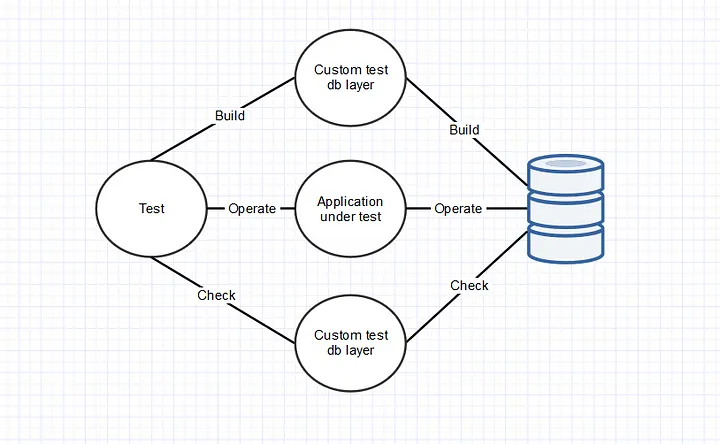 Custom test
db layer
Build
Build
Test
Operate
Application
under test
Operate
Check
Check
Custom test
db layer